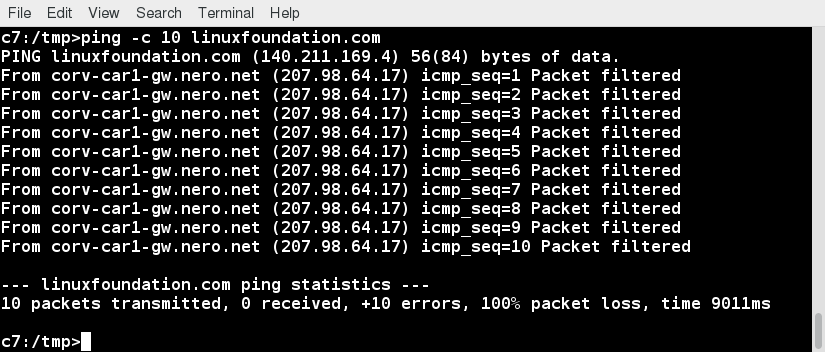 File Edit View Search Terminal Help
c7:/tmp>ping -c 10 linuxfoundation.com
PING linuxfoundation.com (140.211.169.4) 56(84) bytes of data.
From corv-car1-gw.nero.net (207.98.64.17) icmp_seq=1 Packet filtered
From corv-car1-gw.nero.net (207.98.64.17) icmp_seq=2 Packet filtered
From corv-car1-gw.nero.net (207.98.64.17) icmp_seq=3 Packet filtered
From corv-car1-gw.nero.net (207.98.64.17) icmp_seq=4 Packet filtered
From corv-car1-gw.nero.net (207.98.64.17) icmp_seq=5 Packet filtered
From corv-car1-gw.nero.net (207.98.64.17) icmp_seq=6 Packet filtered
From corv-car1-gw.nero.net (207.98.64.17) icmp_seq=7 Packet filtered
From corv-car1-gw.nero.net (207.98.64.17) icmp_seq=8 Packet filtered
From corv-car1-gw.nero.net (207.98.64.17) icmp_seq=9 Packet filtered
From corv-car1-gw.nero.net (207.98.64.17) icmp_seq=10 Packet filtered
--- linuxfoundation.com ping statistics ---
10 packets transmitted, 0 received, +10 errors, 100% packet loss, time 9011ms
c7:/tmp>